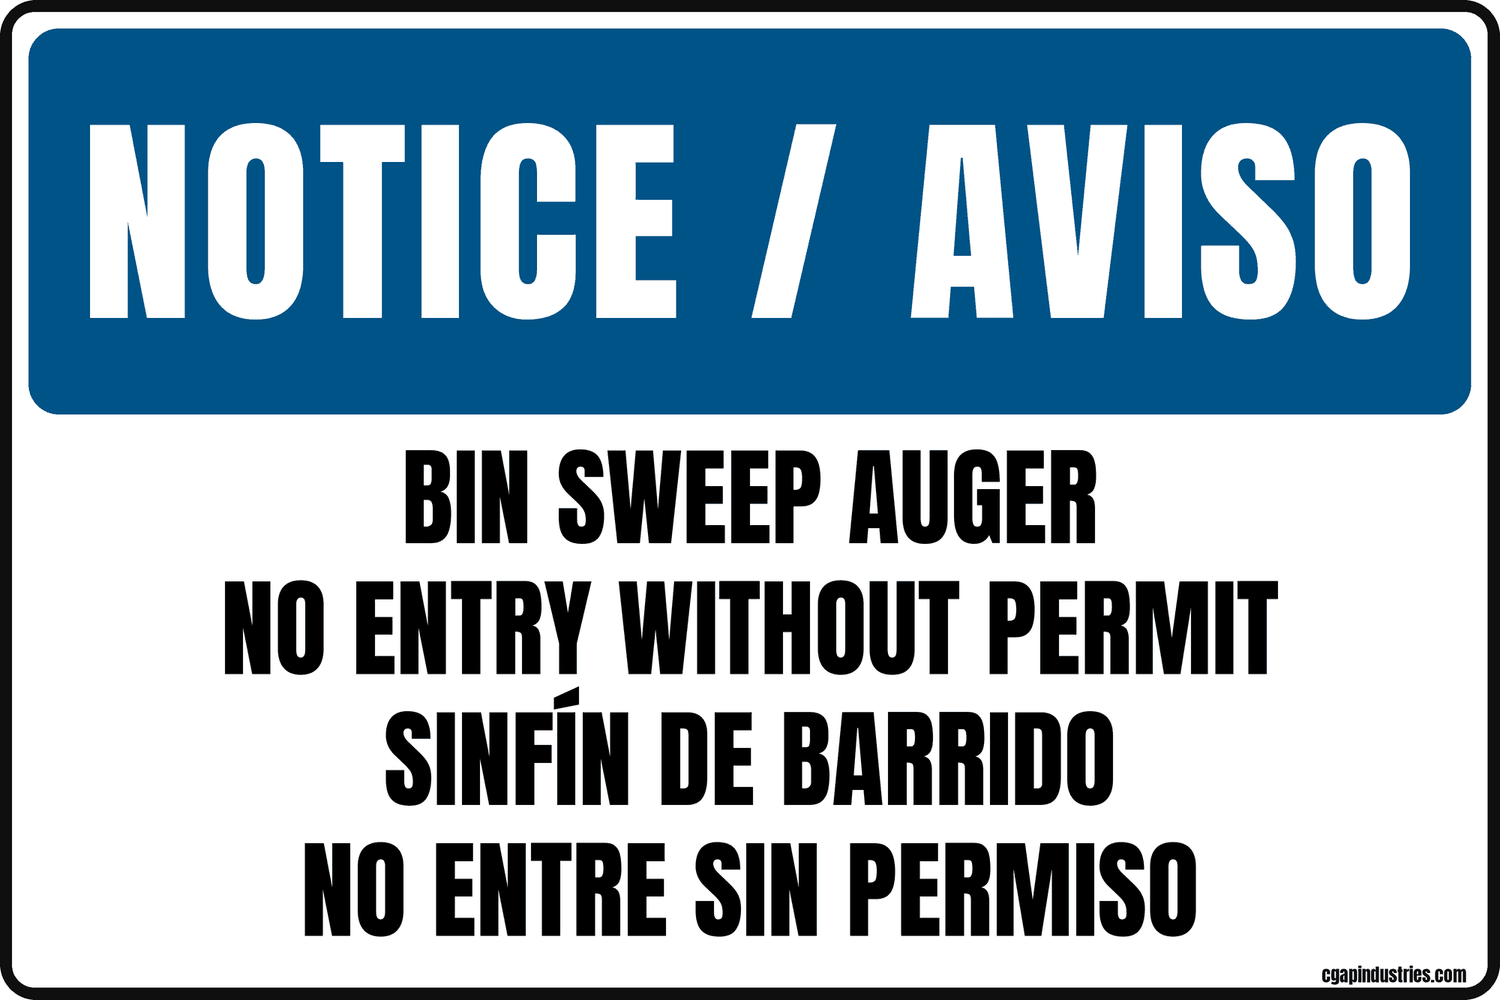 NOTICE / AVISO
BIN SWEEP AUGER
NO ENTRY WITHOUT PERMIT
SINFÍN DE BARRIDO
NO ENTRE SIN PERMISO
cgapindustries.com